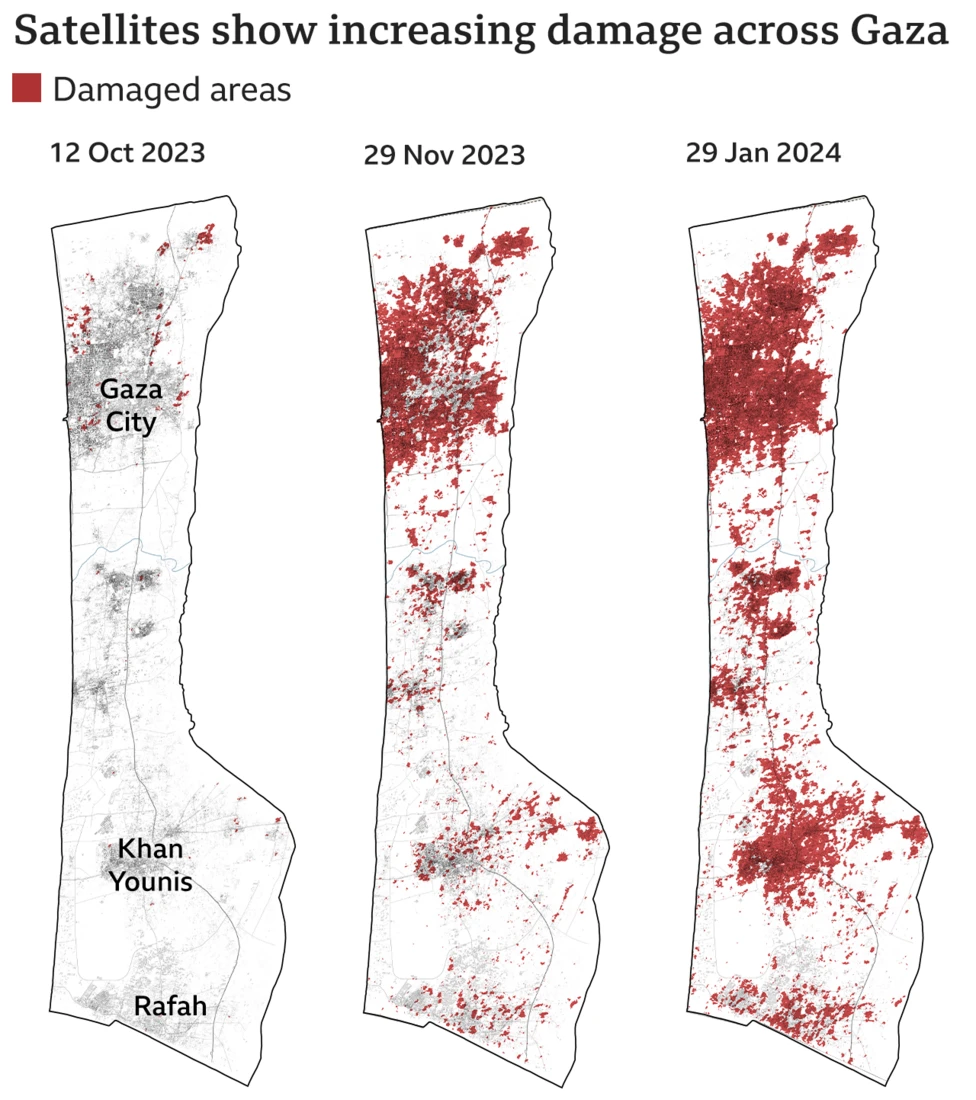 Satellites show increasing damage across Gaza
Damaged areas
12 Oct 2023
29 Nov 2023
29 Jan 2024
Gaza
City
Khan
Younis
Rafah